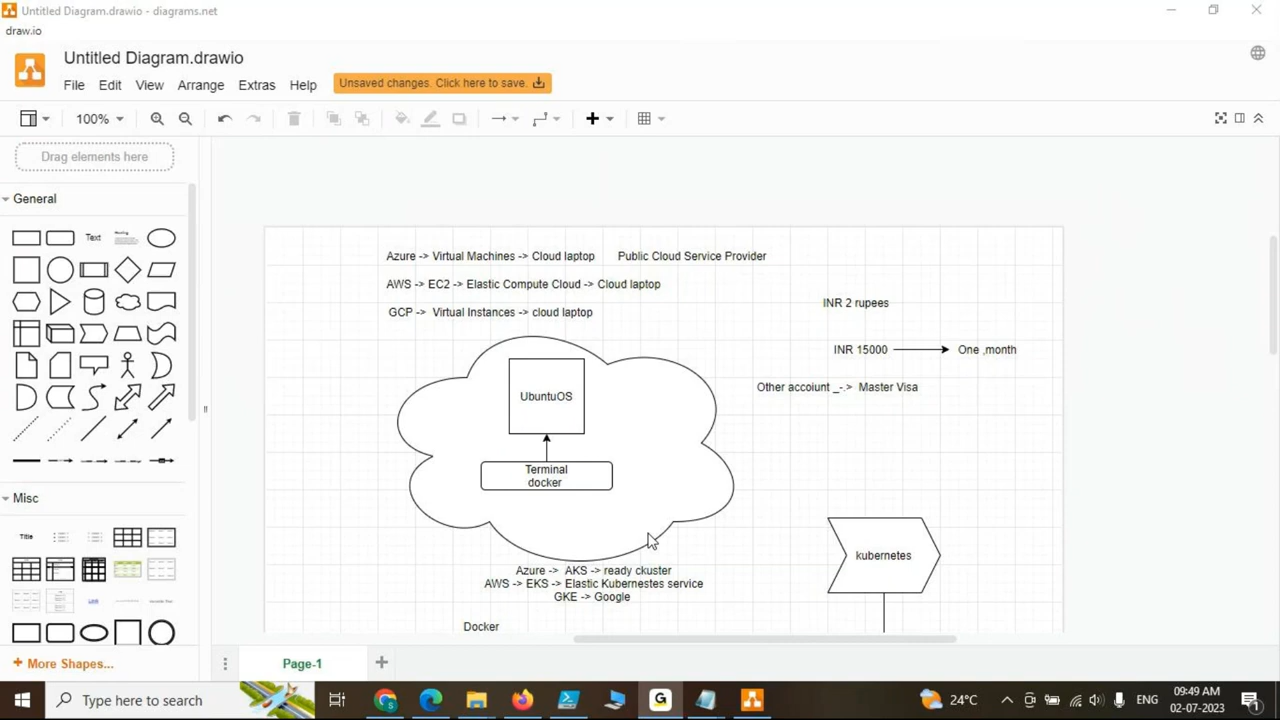 Untitled Diagram.drawio - diagrams.net
draw.io
Untitled Diagram.drawio
File Edit View Arrange Extras Help Unsaved changes. Click here to save.
100%
Drag elements here
General
Text
Heading
Misc
Title
Azure -> Virtual Machines -> Cloud laptop Public Cloud Service Provider
AWS -> EC2 -> Elastic Compute Cloud -> Cloud laptop
GCP -> Virtual Instances -> cloud laptop
INR 2 rupees
INR 15000 One ,month
Other accoiunt _-.> Master Visa
UbuntuOS
Terminal
docker
kubernetes
Azure -> AKS -> ready ckuster
AWS -> EKS -> Elastic Kubernestes service
GKE -> Google
Docker
+ More Shapes...
Page-1
Type here to search
24°C
ENG
09:49 AM
02-07-2023
1